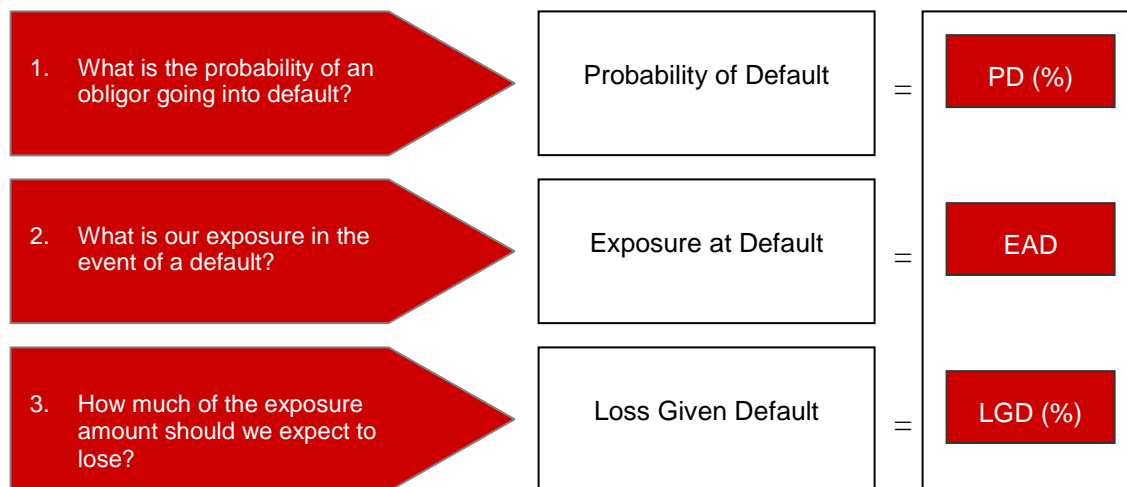 1. What is the probability of an
obligor going into default?
Probability of Default
=
PD (%)
2. What is our exposure in the
event of a default?
Exposure at Default
=
EAD
3. How much of the exposure
amount should we expect to
lose?
Loss Given Default
=
LGD (%)